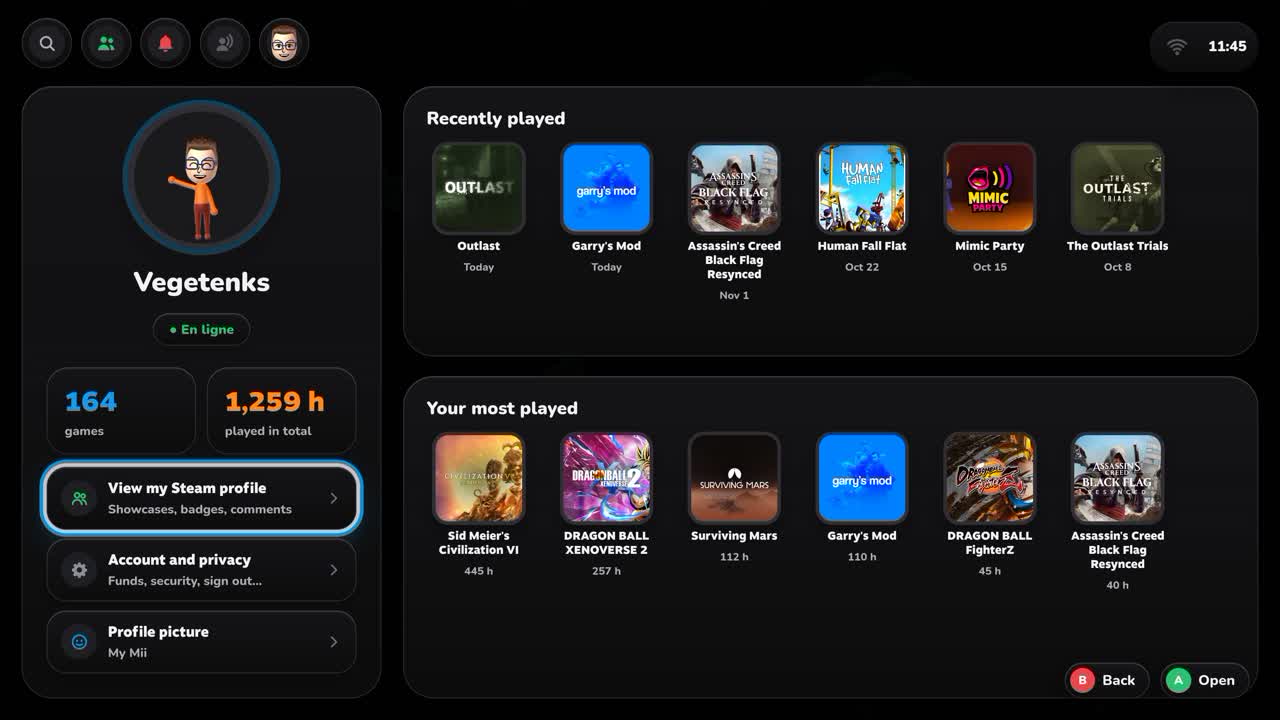 11:45
Vegetenks
En ligne
164
games
1,259 h
played in total
View my Steam profile
Showcases, badges, comments
Account and privacy
Funds, security, sign out...
Profile picture
My Mii
Recently played
OUTLAST
garry's mod
ASSASSIN'S
CREED
BLACK FLAG
RESYNCED
HUMAN
fall flat
MIMIC
PARTY
THE
OUTLAST
TRIALS
Outlast
Today
Garry's Mod
Today
Assassin's Creed
Black Flag
Resynced
Nov 1
Human Fall Flat
Oct 22
Mimic Party
Oct 15
The Outlast Trials
Oct 8
Your most played
CIVILIZATION VI
DRAGONBALL
XENOVERSE 2
SURVIVING MARS
garry's mod
DRAGONBALL
FIGHTERZ
ASSASSIN'S
CREED
BLACK FLAG
RESYNCED
Sid Meier's
Civilization VI
445 h
DRAGON BALL
XENOVERSE 2
257 h
Surviving Mars
112 h
Garry's Mod
110 h
DRAGON BALL
FighterZ
45 h
Assassin's Creed
Black Flag
Resynced
40 h
B Back
A Open